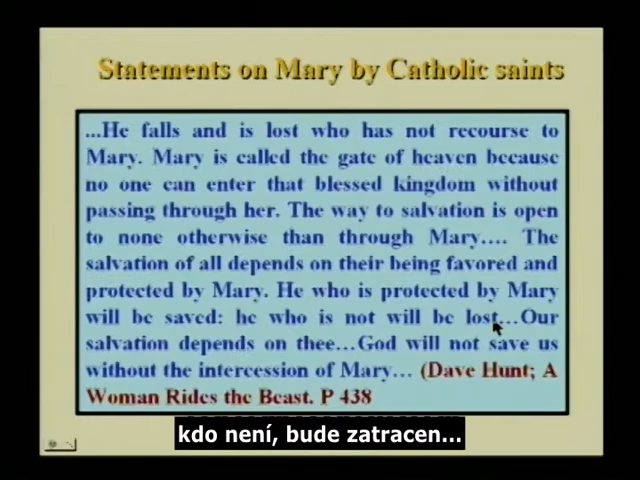 Statements on Mary by Catholic saints
...He falls and is lost who has not recourse to
Mary. Mary is called the gate of heaven because
no one can enter that blessed kingdom without
passing through her. The way to salvation is open
to none otherwise than through Mary.... The
salvation of all depends on their being favored and
protected by Mary. He who is protected by Mary
will be saved: he who is not will be lost...Our
salvation depends on thee...God will not save us
without the intercession of Mary... (Dave Hunt; A
Woman Rides the Beast. P 438
kdo není, bude zatracen...